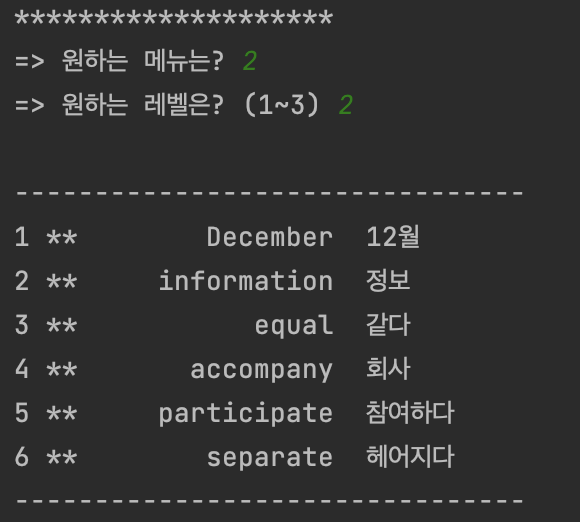 ********************
=> 원하는 메뉴는? 2
=> 원하는 레벨은? (1~3) 2
--------------------------------
1 ** December 12월
2 ** information 정보
3 ** equal 같다
4 ** accompany 회사
5 ** participate 참여하다
6 ** separate 헤어지다
--------------------------------